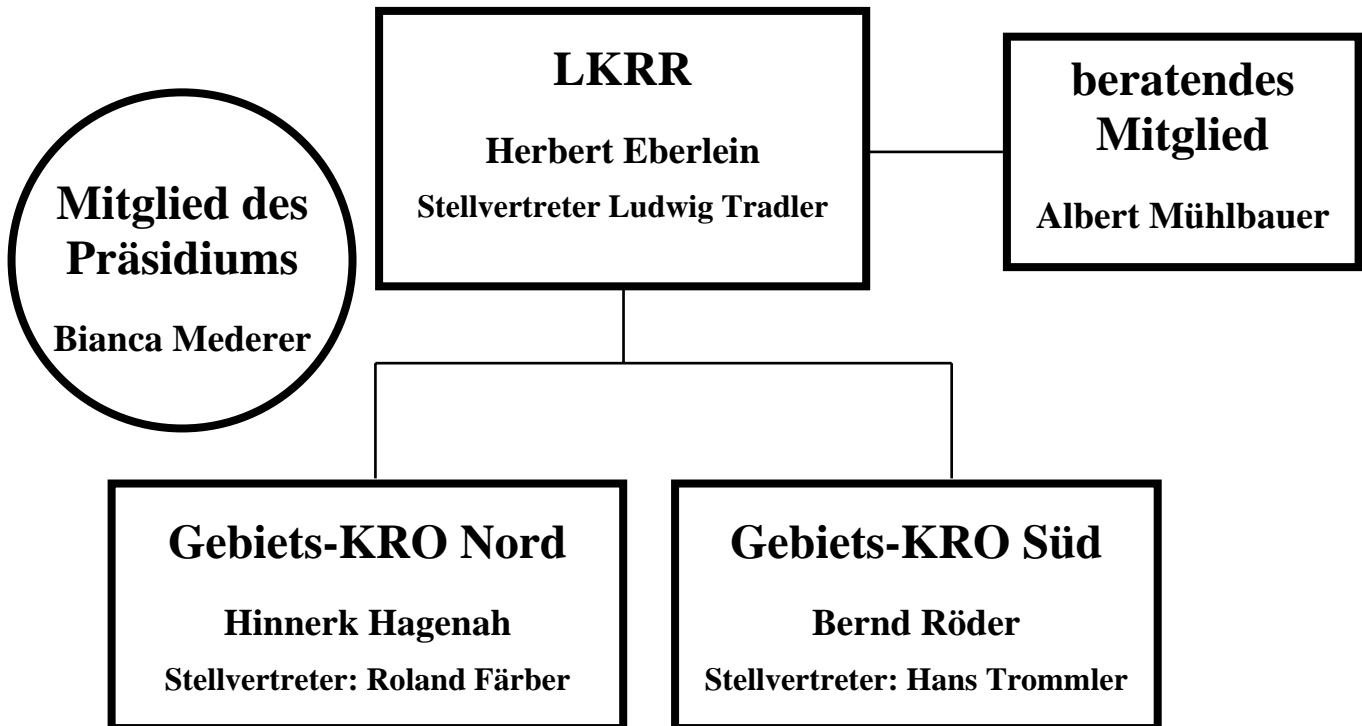 LKRR
Herbert Eberlein
Stellvertreter Ludwig Tradler
beratendes
Mitglied
Albert Mühlbauer
Mitglied des
Präsidiums
Bianca Mederer
Gebiets-KRO Nord
Hinnerk Hagenah
Stellvertreter: Roland Färber
Gebiets-KRO Süd
Bernd Röder
Stellvertreter: Hans Trommler